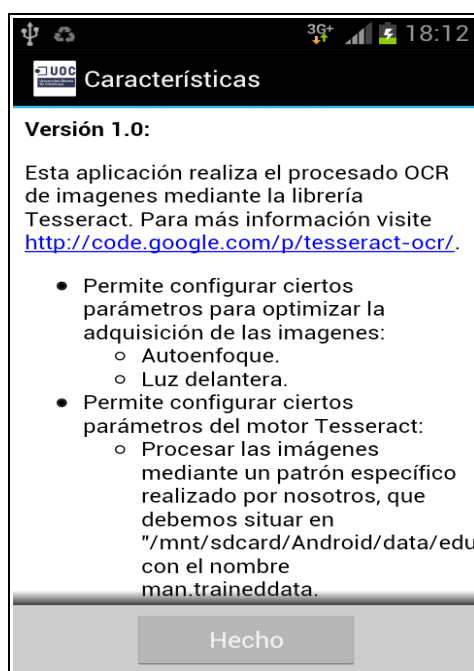 3G+ 18:12
UOC
Características
Versión 1.0:
Esta aplicación realiza el procesado OCR
de imagenes mediante la librería
Tesseract. Para más información visite
http://code.google.com/p/tesseract-ocr/.
Permite configurar ciertos
parámetros para optimizar la
adquisición de las imagenes:
Autoenfoque.
Luz delantera.
Permite configurar ciertos
parámetros del motor Tesseract:
Procesar las imágenes
mediante un patrón específico
realizado por nosotros, que
debemos situar en
"/mnt/sdcard/Android/data/edu
con el nombre
man.traineddata.
Hecho